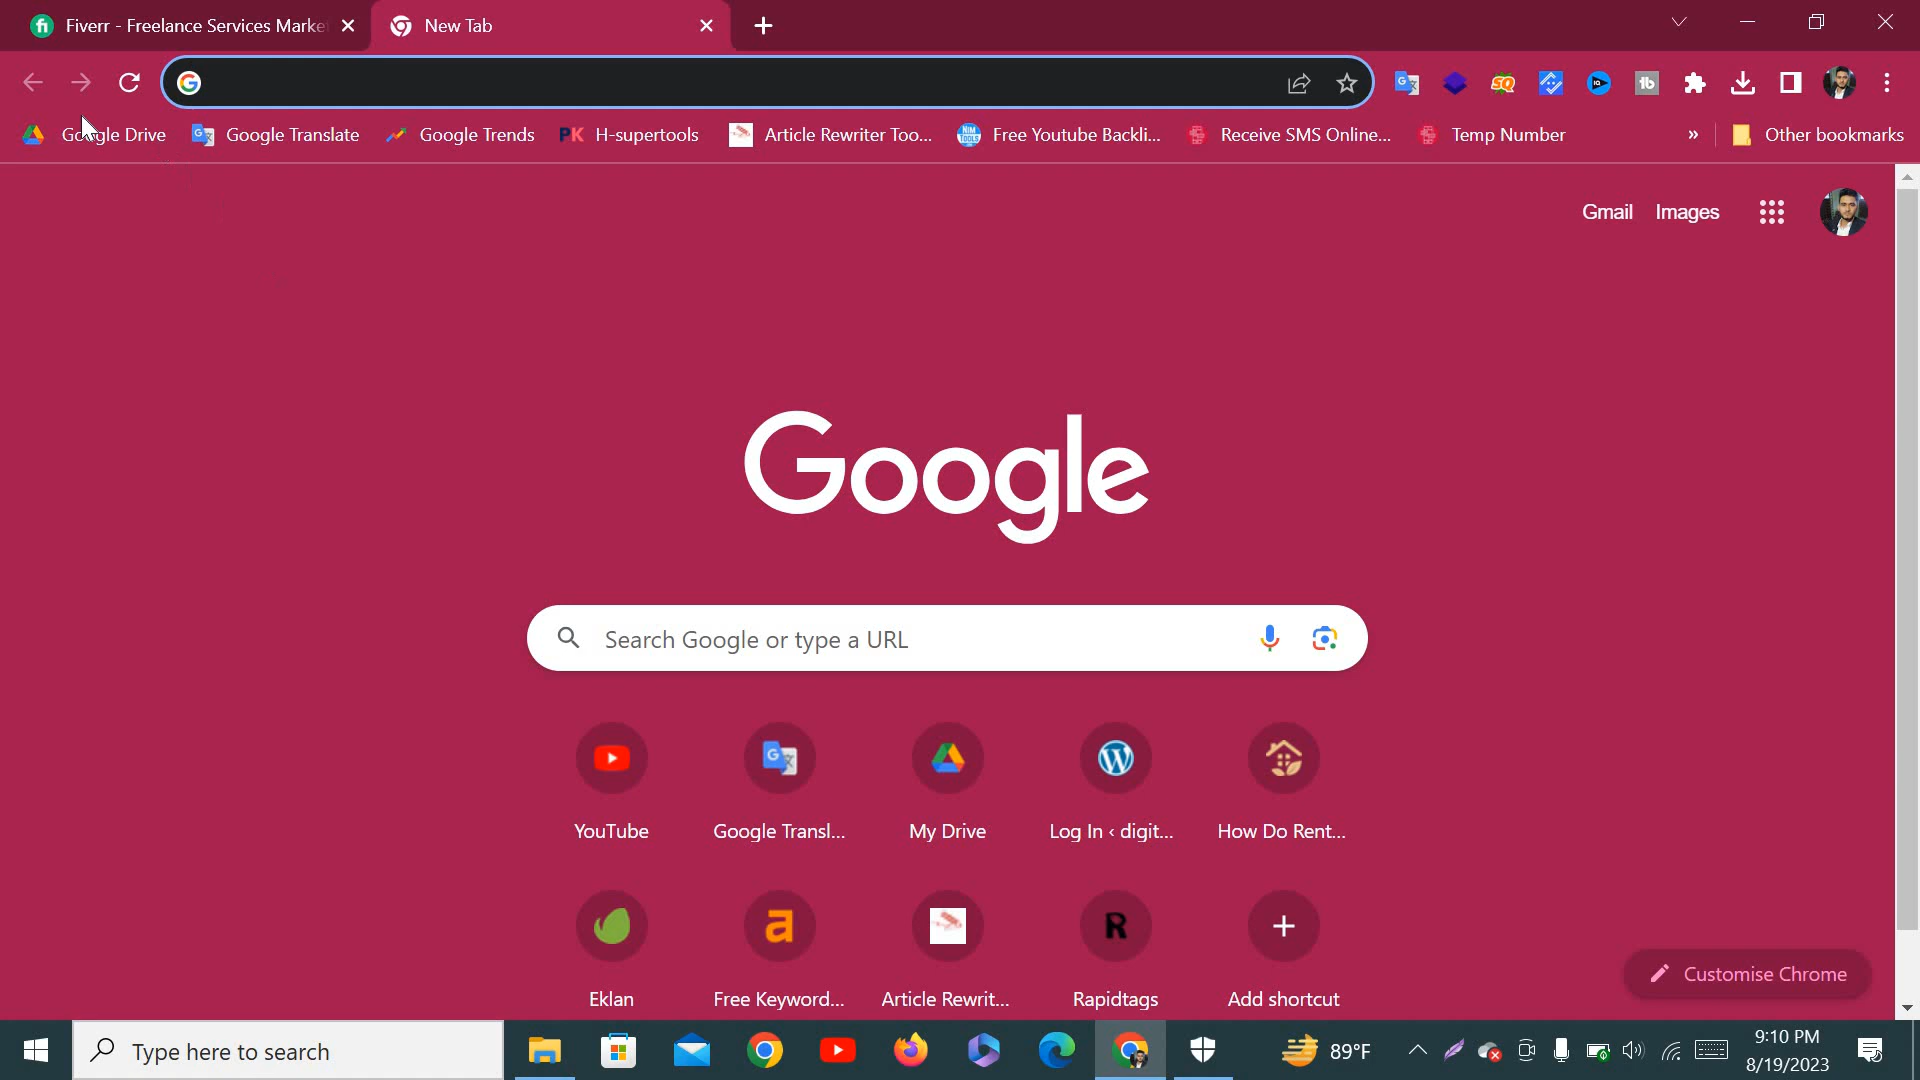 Fiverr - Freelance Services Marke
New Tab
Google Drive
Google Translate
Google Trends
H-supertools
Article Rewriter Too...
Free Youtube Backli...
Receive SMS Online...
Temp Number
»
Other bookmarks
Gmail
Images
Google
Search Google or type a URL
YouTube
Google Transl...
My Drive
Log In ‹ digit...
How Do Rent...
Eklan
Free Keyword...
Article Rewrit...
Rapidtags
Add shortcut
Customise Chrome
Type here to search
89°F
9:10 PM
8/19/2023